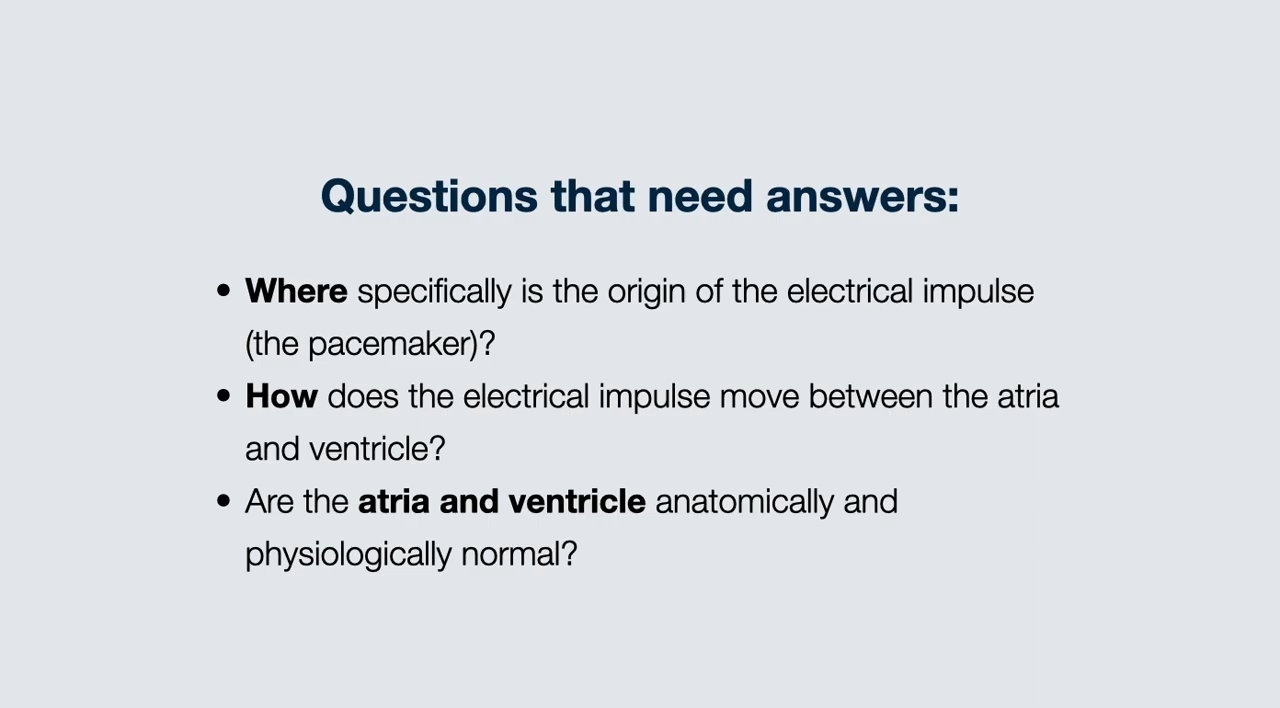 Questions that need answers:
• Where specifically is the origin of the electrical impulse
(the pacemaker)?
• How does the electrical impulse move between the atria
and ventricle?
• Are the atria and ventricle anatomically and
physiologically normal?